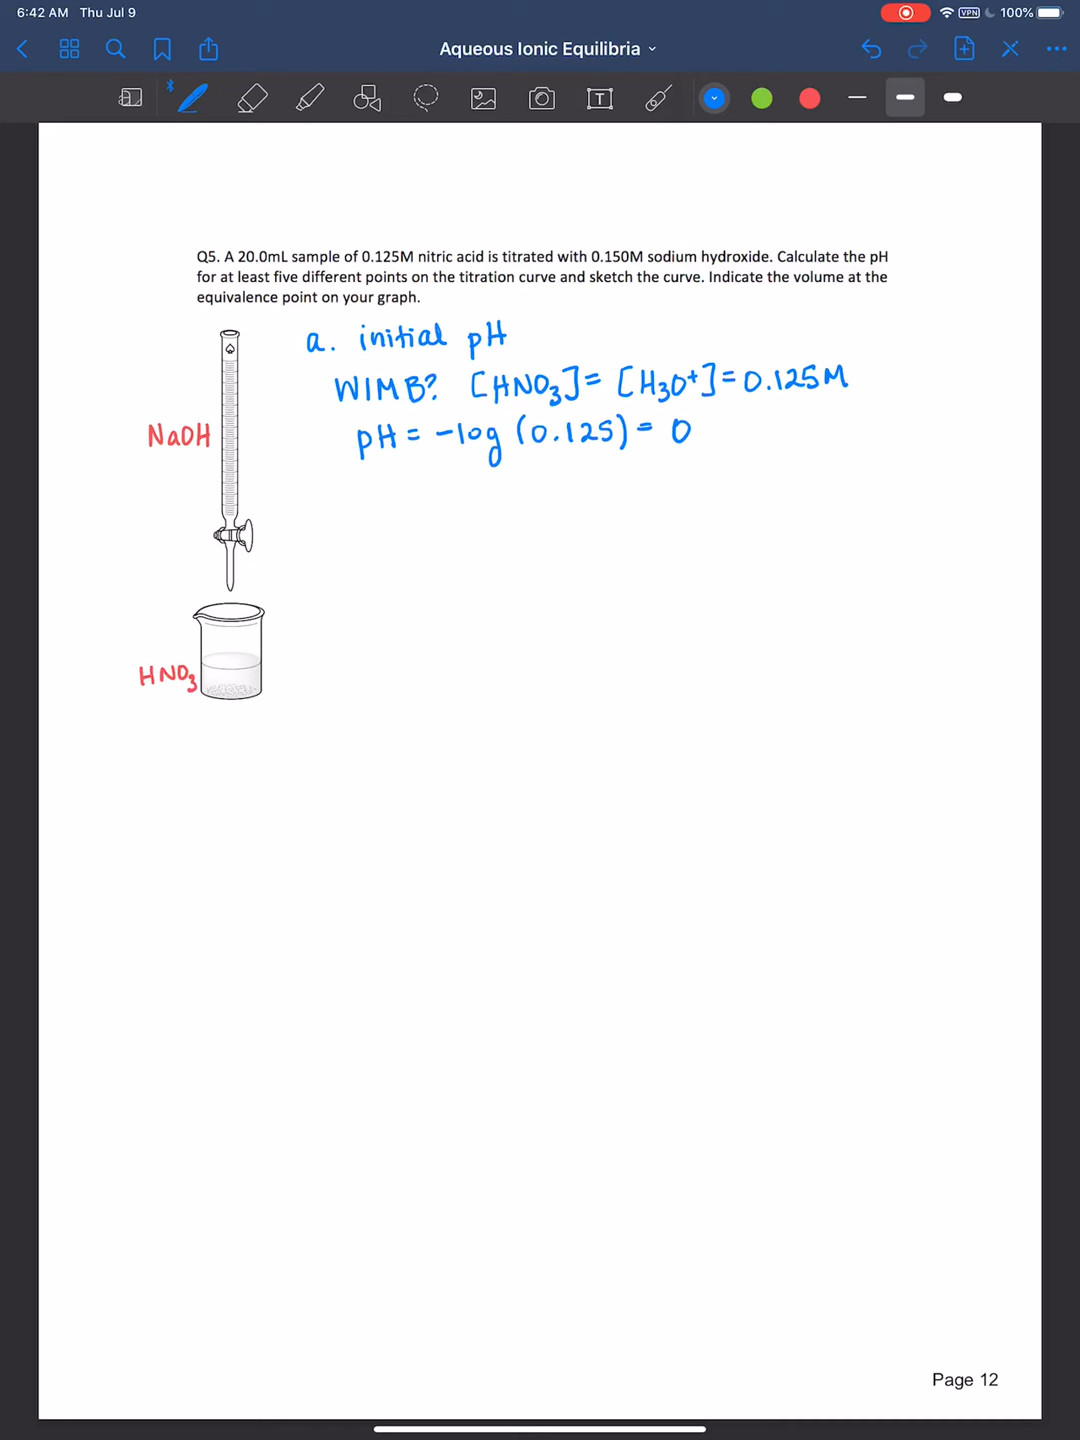 6:42 AM Thu Jul 9
VPN 100%
Aqueous Ionic Equilibria
T
Q5. A 20.0mL sample of 0.125M nitric acid is titrated with 0.150M sodium hydroxide. Calculate the pH
for at least five different points on the titration curve and sketch the curve. Indicate the volume at the
equivalence point on your graph.
a. initial pH
WIMB? [HNO₃]= [H₃O⁺]=0.125M
pH = -log (0.125) = 0
NaOH
HNO₃
Page 12